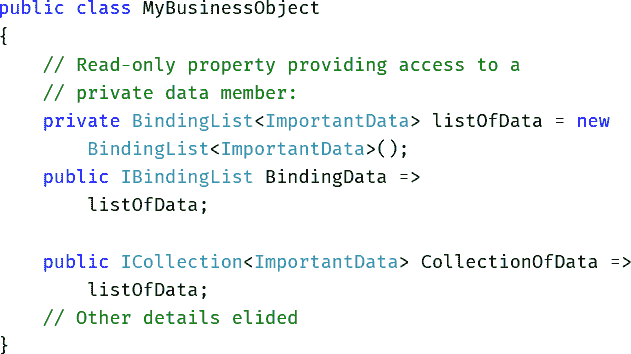 public class MyBusinessObject
{
    // Read-only property providing access to a
    // private data member:
    private BindingList<ImportantData> listOfData = new
        BindingList<ImportantData>();
    public IBindingList BindingData =>
        listOfData;

    public ICollection<ImportantData> CollectionOfData =>
        listOfData;
    // Other details elided
}